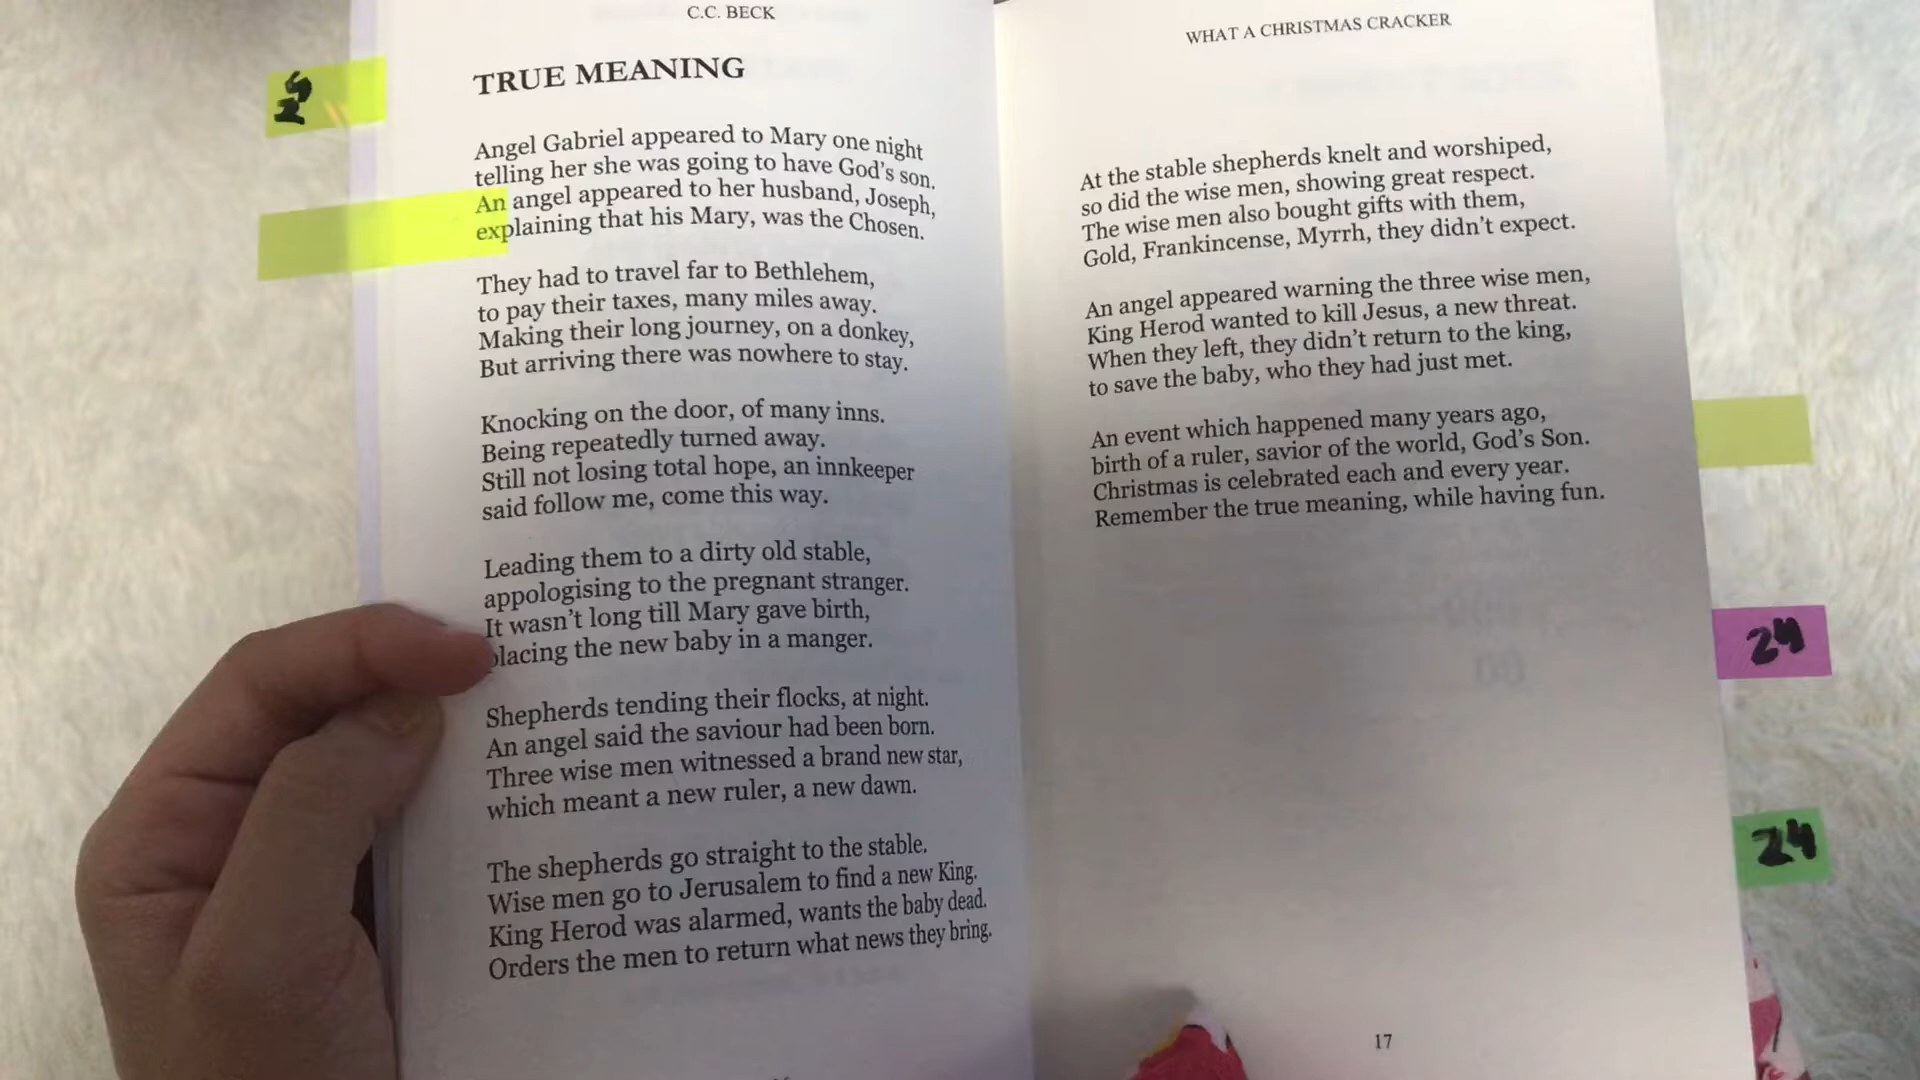 C.C. BECK
TRUE MEANING
Angel Gabriel appeared to Mary one night
telling her she was going to have God's son.
An angel appeared to her husband, Joseph,
explaining that his Mary, was the Chosen.
They had to travel far to Bethlehem,
to pay their taxes, many miles away.
Making their long journey, on a donkey,
But arriving there was nowhere to stay.
Knocking on the door, of many inns.
Being repeatedly turned away.
Still not losing total hope, an innkeeper
said follow me, come this way.
Leading them to a dirty old stable,
appologising to the pregnant stranger.
It wasn't long till Mary gave birth,
placing the new baby in a manger.
Shepherds tending their flocks, at night.
An angel said the saviour had been born.
Three wise men witnessed a brand new star,
which meant a new ruler, a new dawn.
The shepherds go straight to the stable.
Wise men go to Jerusalem to find a new King.
King Herod was alarmed, wants the baby dead.
Orders the men to return what news they bring.
WHAT A CHRISTMAS CRACKER
At the stable shepherds knelt and worshiped,
so did the wise men, showing great respect.
The wise men also bought gifts with them,
Gold, Frankincense, Myrrh, they didn't expect.
An angel appeared warning the three wise men,
King Herod wanted to kill Jesus, a new threat.
When they left, they didn't return to the king,
to save the baby, who they had just met.
An event which happened many years ago,
birth of a ruler, savior of the world, God's Son.
Christmas is celebrated each and every year.
Remember the true meaning, while having fun.
17
24
24